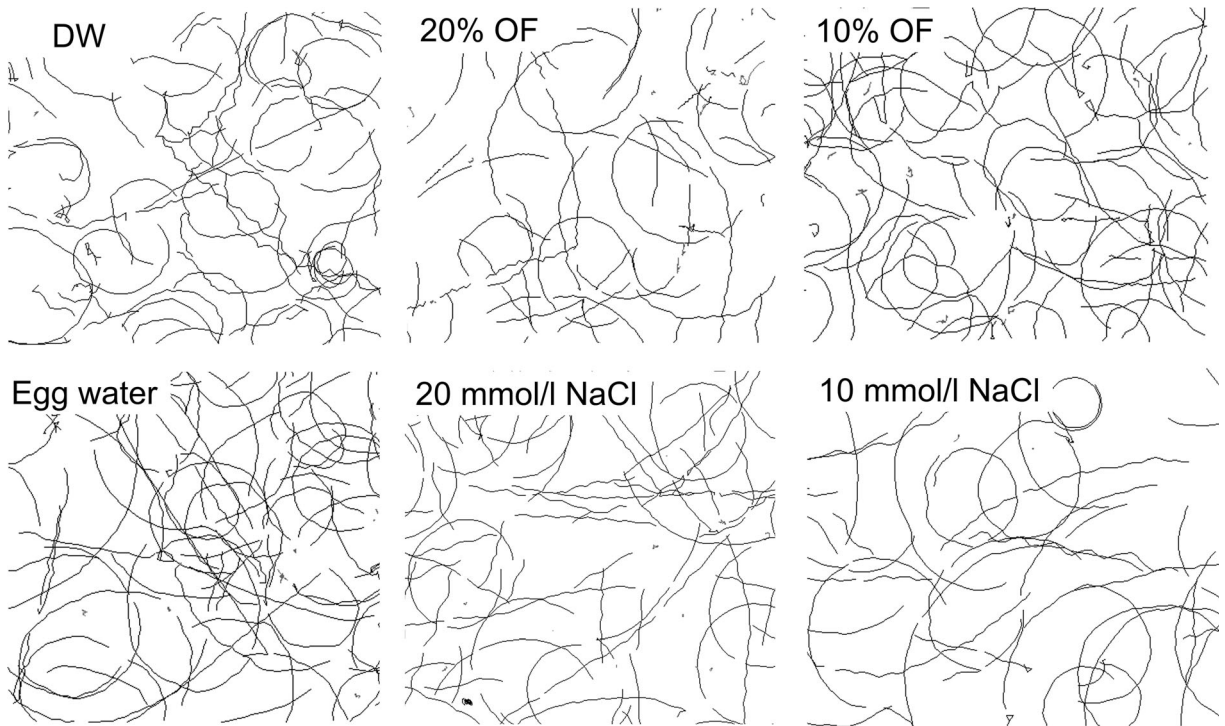 DW
20% OF
10% OF
Egg water
20 mmol/l NaCl
10 mmol/l NaCl